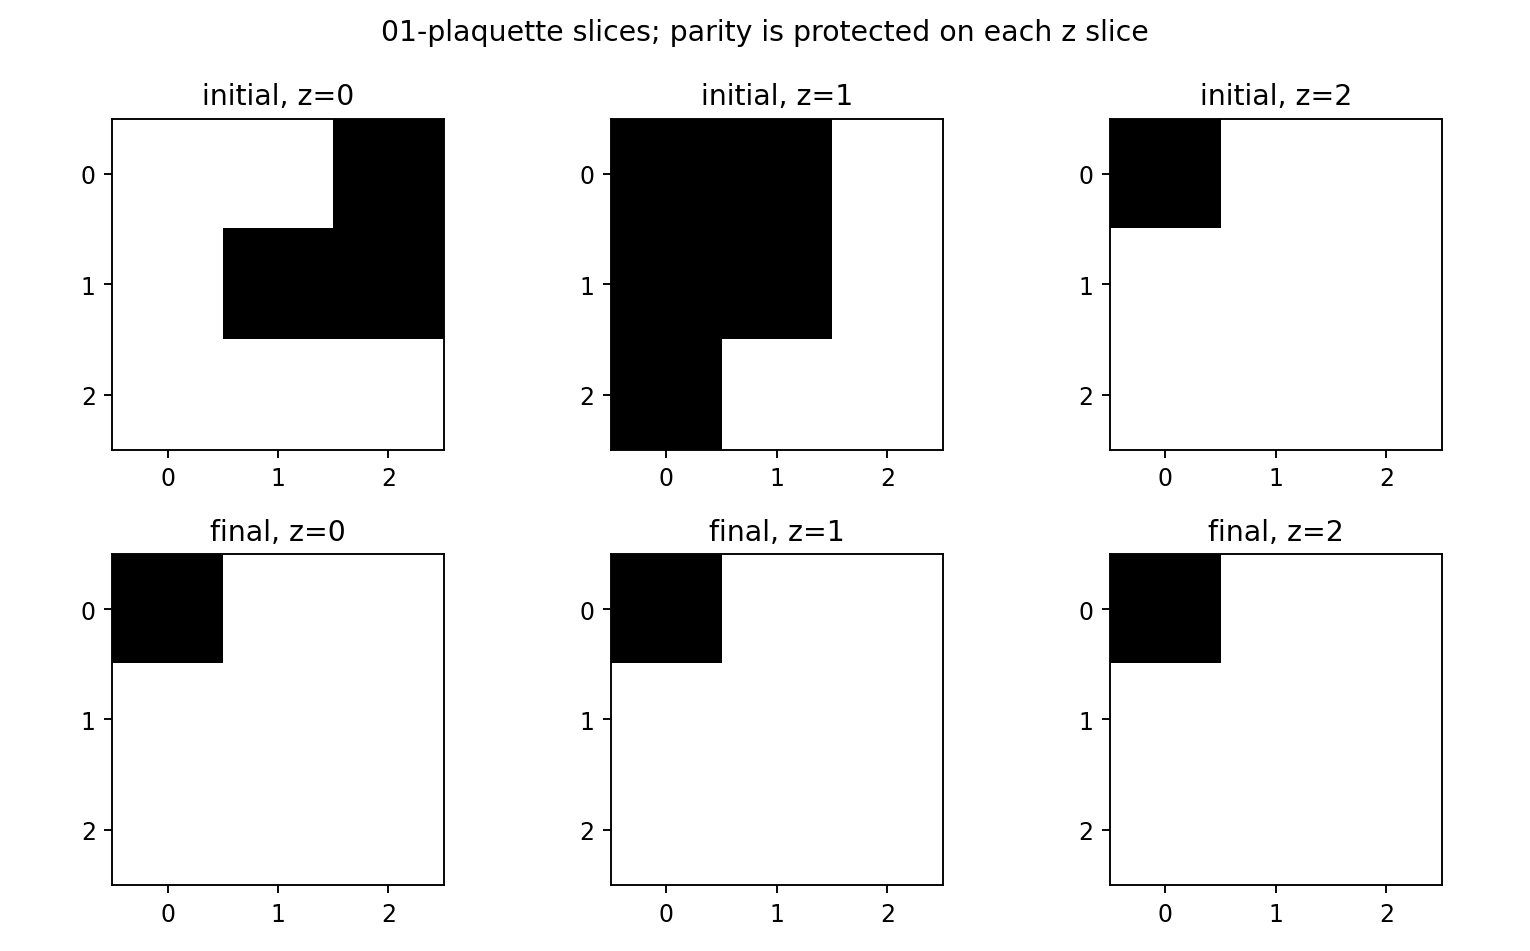 01-plaquette slices; parity is protected on each z slice
initial, z=0
initial, z=1
initial, z=2
0
1
2
0 1 2
0
1
2
0 1 2
0
1
2
0 1 2
final, z=0
final, z=1
final, z=2
0
1
2
0 1 2
0
1
2
0 1 2
0
1
2
0 1 2